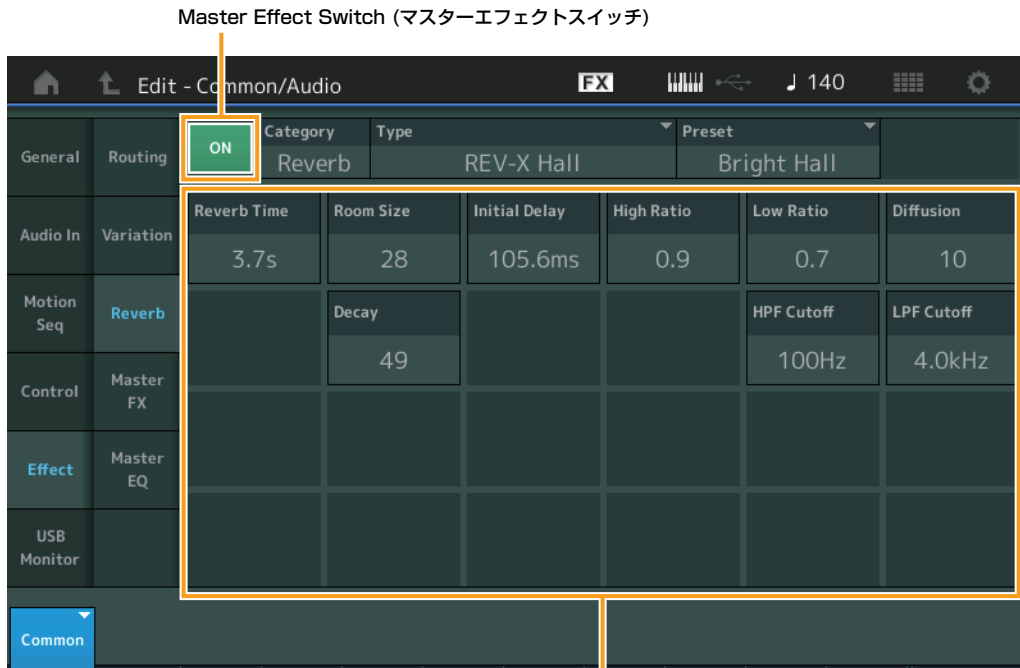 Master Effect Switch (マスターエフェクトスイッチ)
Edit - Common/Audio
FX
♩ 140
General
Routing
ON
Category
Reverb
Type
REV-X Hall
Preset
Bright Hall
Audio In
Variation
Reverb Time
3.7s
Room Size
28
Initial Delay
105.6ms
High Ratio
0.9
Low Ratio
0.7
Diffusion
10
Motion
Seq
Reverb
Decay
49
HPF Cutoff
100Hz
LPF Cutoff
4.0kHz
Control
Master
FX
Effect
Master
EQ
USB
Monitor
Common